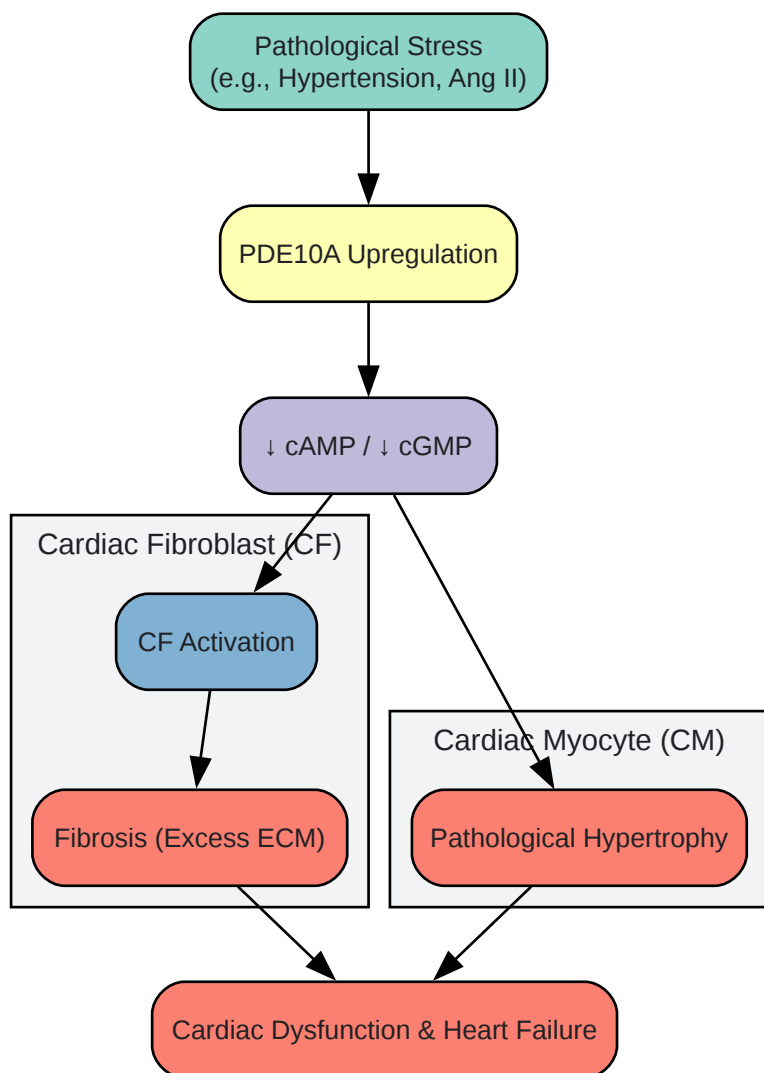 Pathological Stress
(e.g., Hypertension, Ang II)
PDE10A Upregulation
↓ cAMP / ↓ cGMP
Cardiac Fibroblast (CF)
CF Activation
Cardiac Myocyte (CM)
Fibrosis (Excess ECM)
Pathological Hypertrophy
Cardiac Dysfunction & Heart Failure